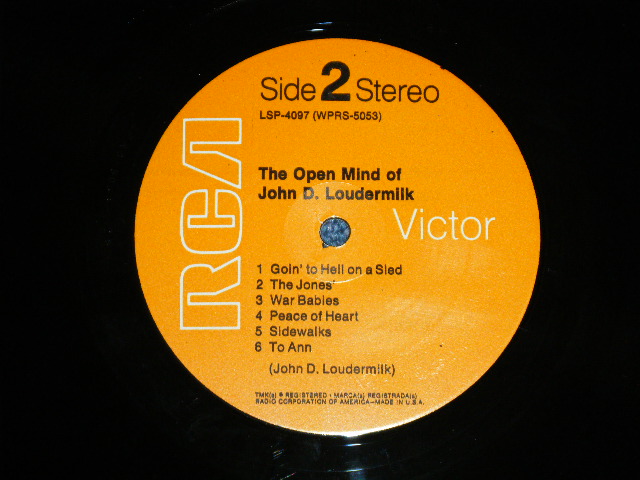 Side 2 Stereo
LSP-4097 (WPRS-5053)
The Open Mind of
John D. Loudermilk
RCA
Victor
1 Goin' to Hell on a Sled
2 The Jones'
3 War Babies
4 Peace of Heart
5 Sidewalks
6 To Ann
(John D. Loudermilk)
TMK(s) ® REGISTERED • MARCA(s) REGISTRADA(s)
RADIO CORPORATION OF AMERICA—MADE IN U.S.A.